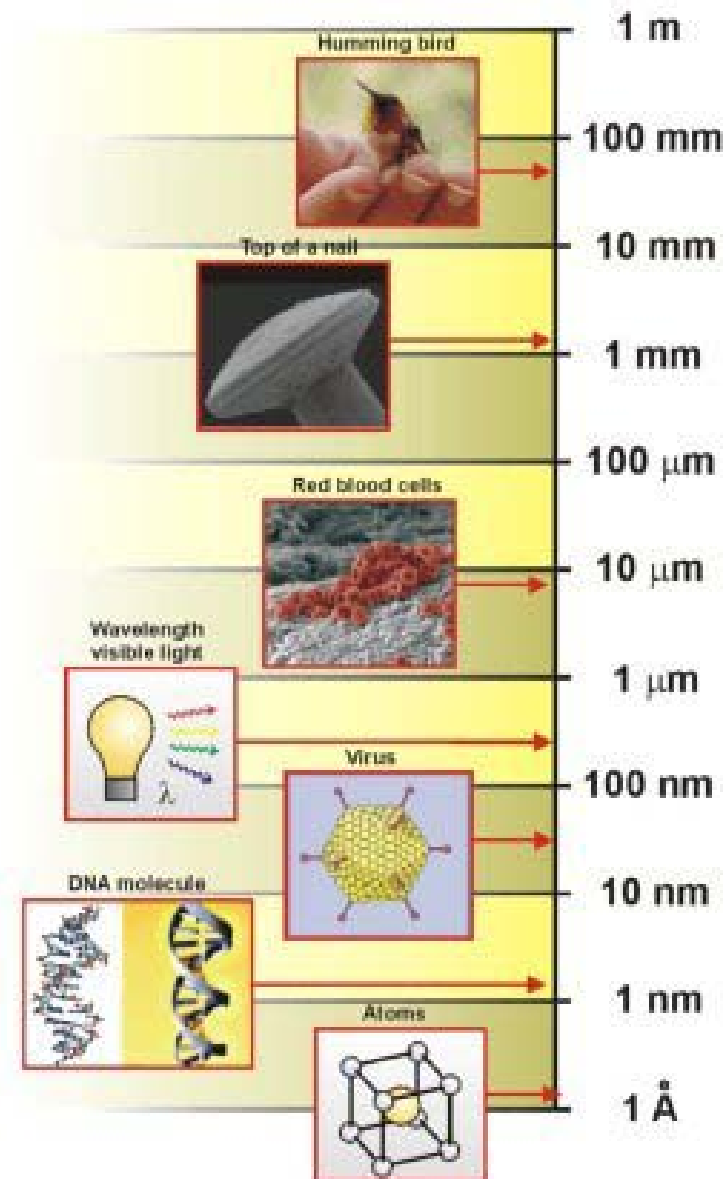 1 m
Humming bird
100 mm
10 mm
Top of a nail
1 mm
100 μm
Red blood cells
10 μm
Wavelength
visible light
1 μm
λ
Virus
100 nm
DNA molecule
10 nm
1 nm
Atoms
1 Å